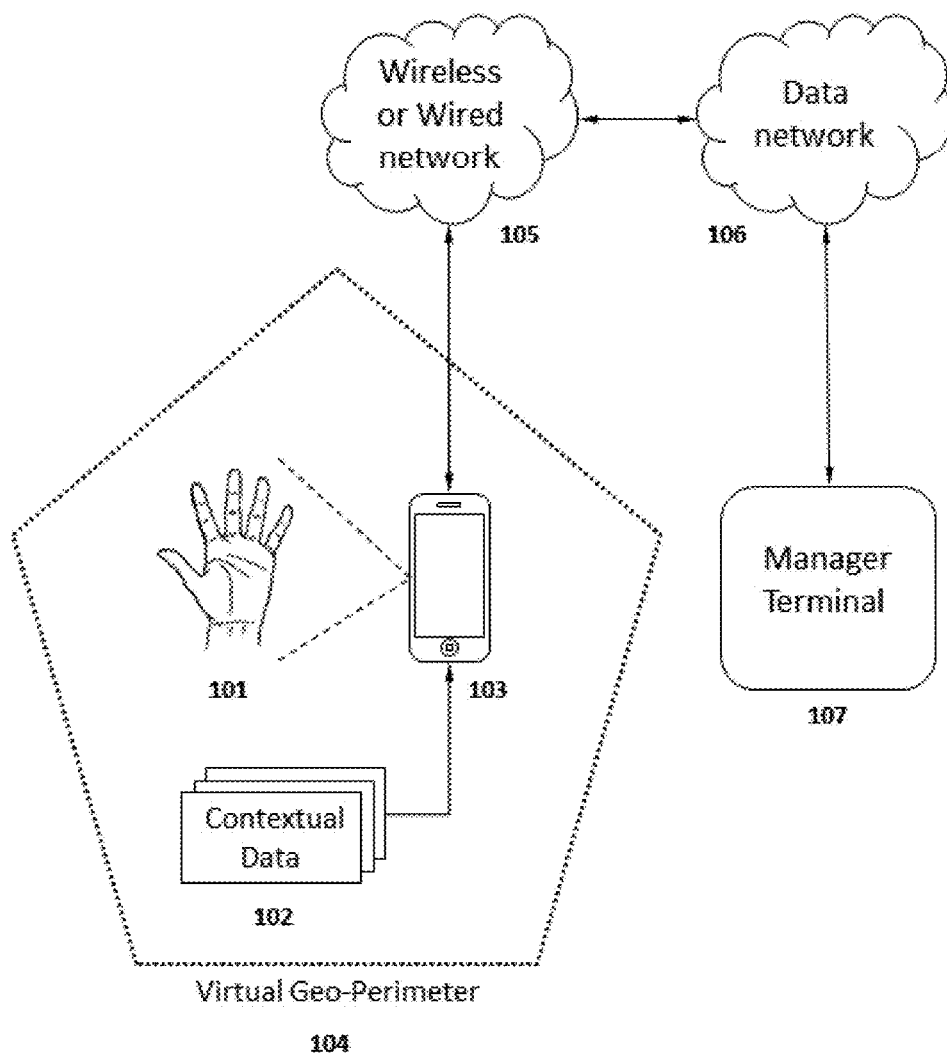 Wireless
or Wired
network
105
Data
network
106
101
103
Contextual
Data
102
Manager
Terminal
107
Virtual Geo-Perimeter
104